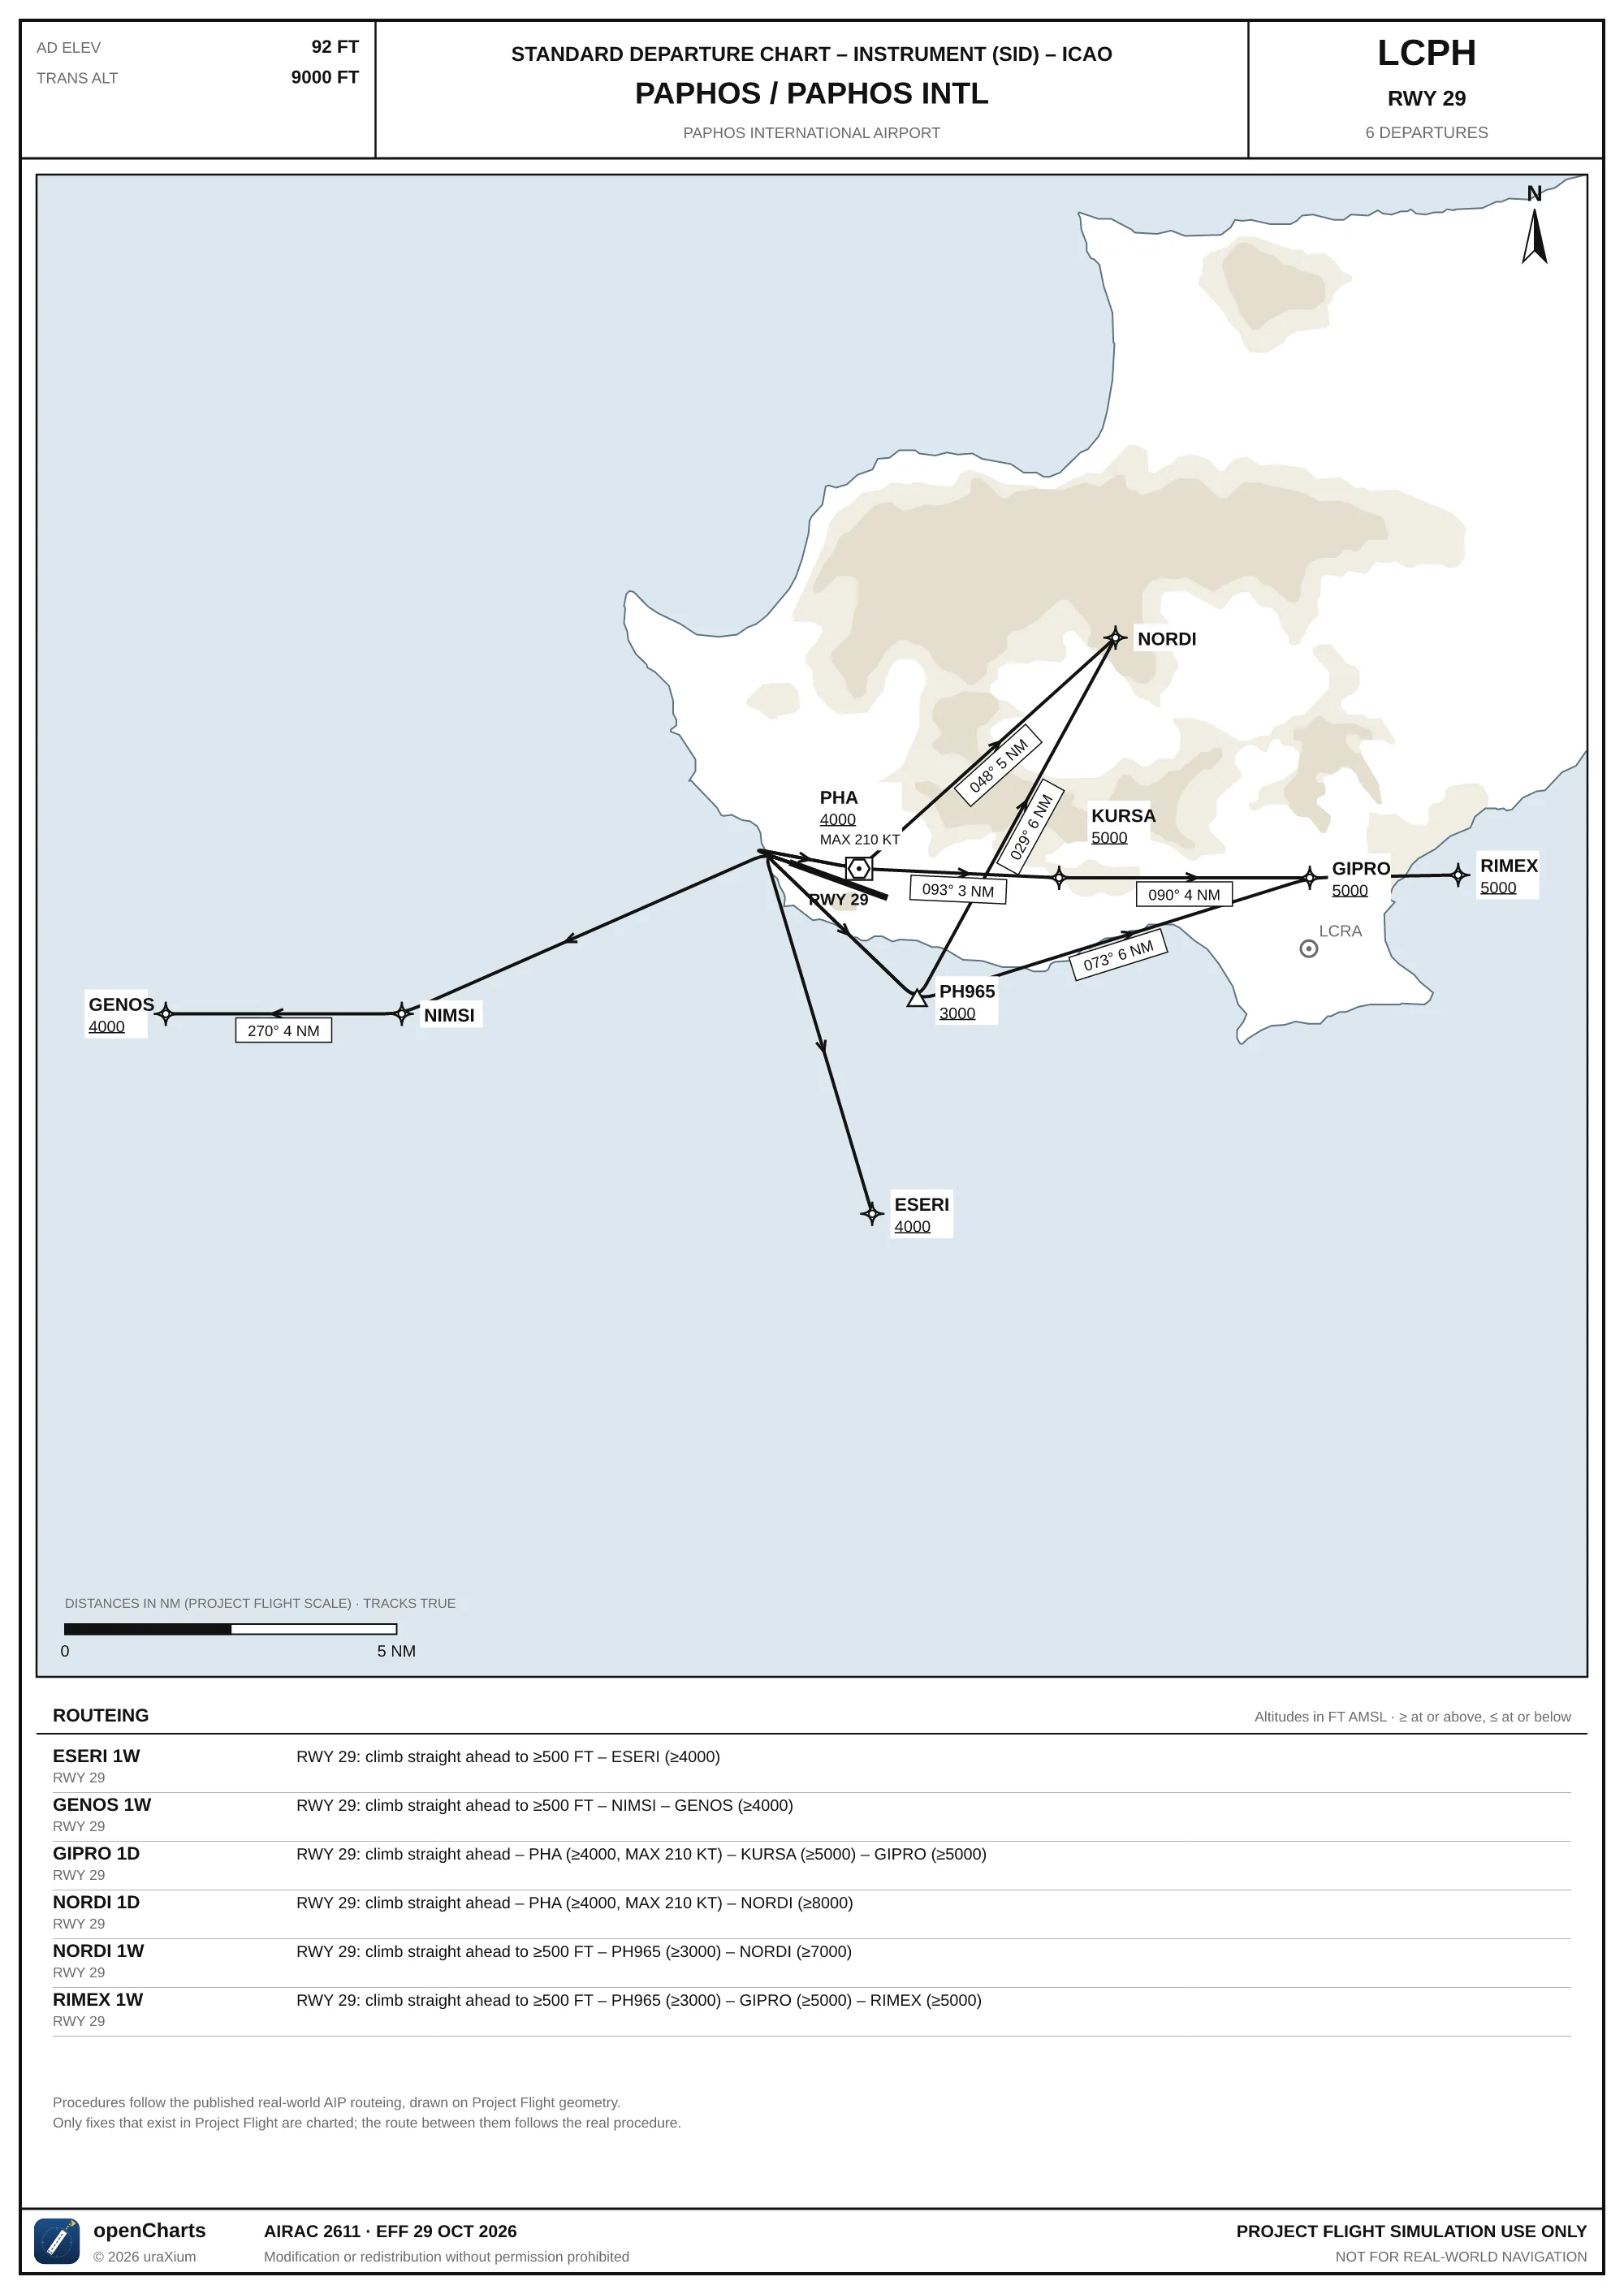 AD ELEV 92 FT
TRANS ALT 9000 FT
STANDARD DEPARTURE CHART – INSTRUMENT (SID) – ICAO
PAPHOS / PAPHOS INTL
PAPHOS INTERNATIONAL AIRPORT
LCPH
RWY 29
6 DEPARTURES
N
NORDI
048° 5 NM
029° 6 NM
PHA
4000
MAX 210 KT
KURSA
5000
093° 3 NM
090° 4 NM
GIPRO
5000
RIMEX
5000
RWY 29
LCRA
073° 6 NM
PH965
3000
GENOS
4000
270° 4 NM
NIMSI
ESERI
4000
DISTANCES IN NM (PROJECT FLIGHT SCALE) · TRACKS TRUE
0 5 NM
ROUTEING
Altitudes in FT AMSL · ≥ at or above, ≤ at or below
ESERI 1W RWY 29: climb straight ahead to ≥500 FT – ESERI (≥4000)
RWY 29
GENOS 1W RWY 29: climb straight ahead to ≥500 FT – NIMSI – GENOS (≥4000)
RWY 29
GIPRO 1D RWY 29: climb straight ahead – PHA (≥4000, MAX 210 KT) – KURSA (≥5000) – GIPRO (≥5000)
RWY 29
NORDI 1D RWY 29: climb straight ahead – PHA (≥4000, MAX 210 KT) – NORDI (≥8000)
RWY 29
NORDI 1W RWY 29: climb straight ahead to ≥500 FT – PH965 (≥3000) – NORDI (≥7000)
RWY 29
RIMEX 1W RWY 29: climb straight ahead to ≥500 FT – PH965 (≥3000) – GIPRO (≥5000) – RIMEX (≥5000)
RWY 29
Procedures follow the published real-world AIP routeing, drawn on Project Flight geometry.
Only fixes that exist in Project Flight are charted; the route between them follows the real procedure.
openCharts
© 2026 uraXium
AIRAC 2611 · EFF 29 OCT 2026
Modification or redistribution without permission prohibited
PROJECT FLIGHT SIMULATION USE ONLY
NOT FOR REAL-WORLD NAVIGATION